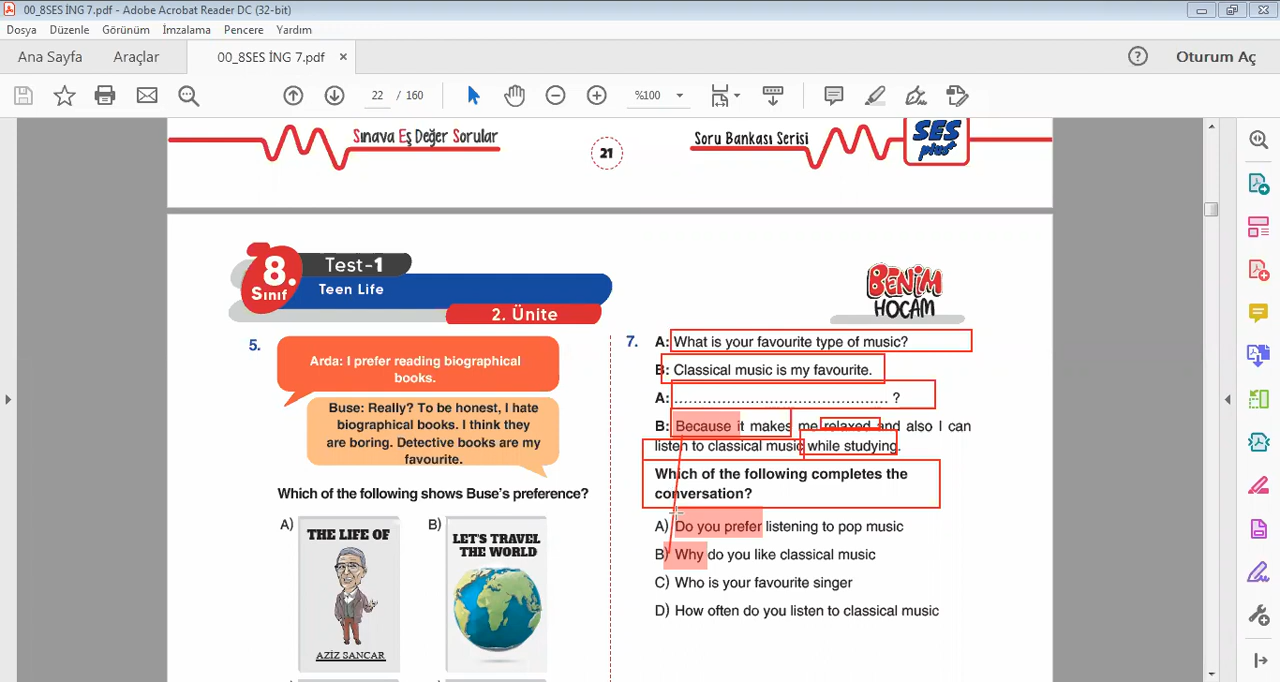 00_8SES İNG 7.pdf - Adobe Acrobat Reader DC (32-bit)
Dosya Düzenle Görünüm İmzalama Pencere Yardım
Ana Sayfa Araçlar 00_8SES İNG 7.pdf × Oturum Aç
22 / 160 %100
Sınava Eş Değer Sorular
21
Soru Bankası Serisi
SES
plus+
8.
Sınıf
Test-1
Teen Life
2. Ünite
BENİM
HOCAM
5.
Arda: I prefer reading biographical
books.
Buse: Really? To be honest, I hate
biographical books. I think they
are boring. Detective books are my
favourite.
Which of the following shows Buse's preference?
A)
THE LIFE OF
AZİZ SANCAR
B)
LET'S TRAVEL
THE WORLD
7. A: What is your favourite type of music?
B: Classical music is my favourite.
A: ........................................... ?
B: Because it makes me relaxed and also I can
listen to classical music while studying.
Which of the following completes the
conversation?
A) Do you prefer listening to pop music
B) Why do you like classical music
C) Who is your favourite singer
D) How often do you listen to classical music